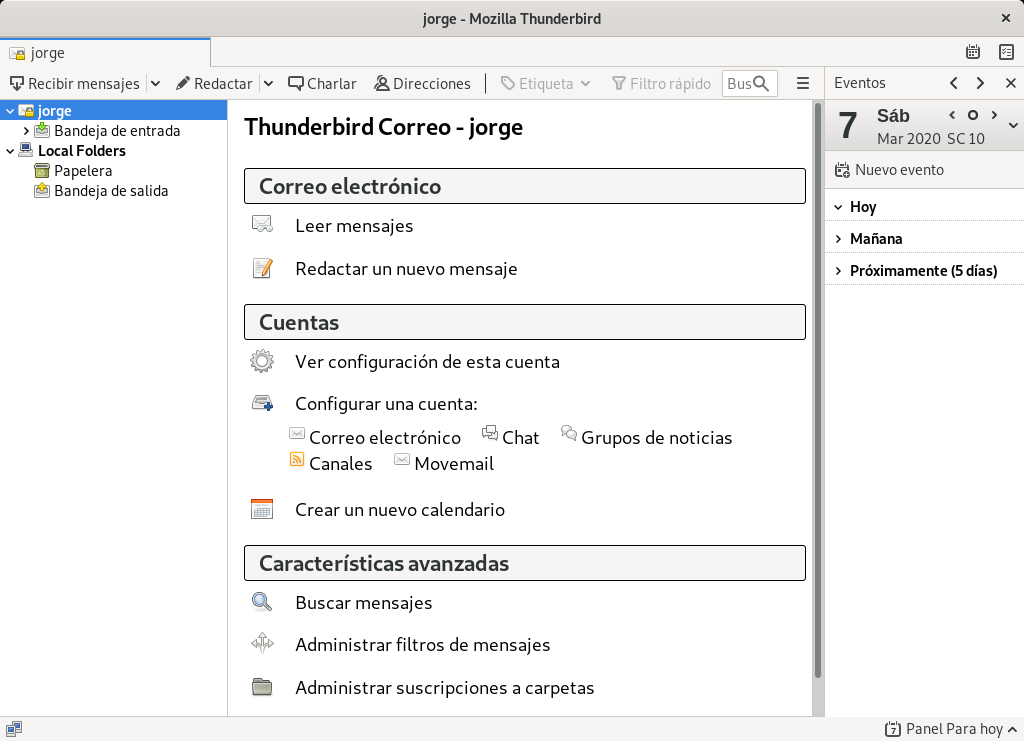 jorge - Mozilla Thunderbird
jorge
Recibir mensajes Redactar Charlar Direcciones Etiqueta Filtro rápido Bus
jorge
Bandeja de entrada
Local Folders
Papelera
Bandeja de salida
Thunderbird Correo - jorge
Correo electrónico
Leer mensajes
Redactar un nuevo mensaje
Cuentas
Ver configuración de esta cuenta
Configurar una cuenta:
Correo electrónico Chat Grupos de noticias
Canales Movemail
Crear un nuevo calendario
Características avanzadas
Buscar mensajes
Administrar filtros de mensajes
Administrar suscripciones a carpetas
Eventos
7 Sáb
Mar 2020 SC 10
Nuevo evento
Hoy
Mañana
Próximamente (5 días)
7 Panel Para hoy